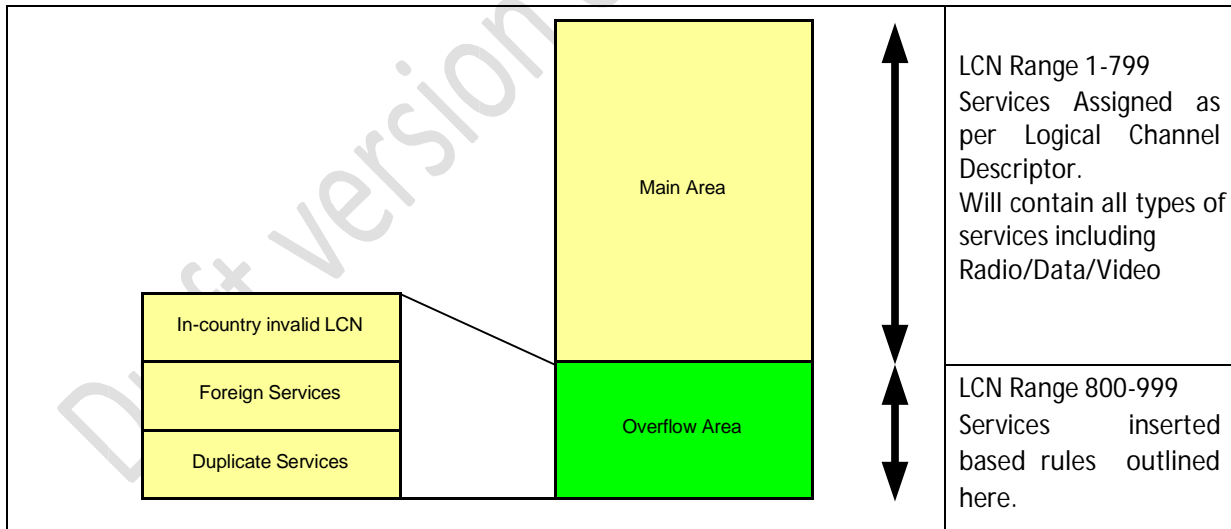 Draft version
Main Area
In-country invalid LCN
Foreign Services
Duplicate Services
Overflow Area
LCN Range 1-799
Services Assigned as
per Logical Channel
Descriptor.
Will contain all types of
services including
Radio/Data/Video
LCN Range 800-999
Services inserted
based rules outlined
here.